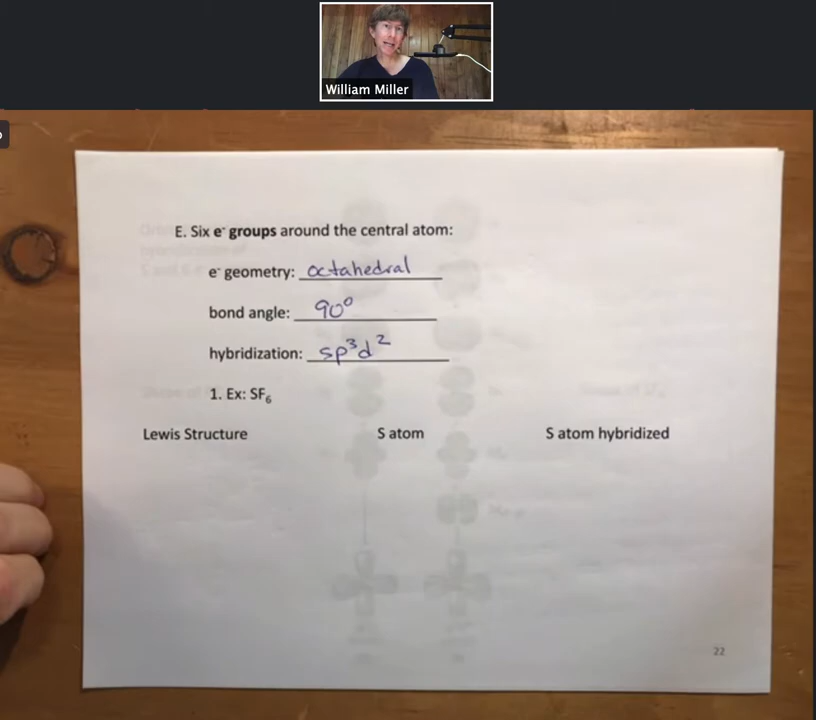 William Miller
E. Six e⁻ groups around the central atom:
e⁻ geometry: octahedral
bond angle: 90°
hybridization: sp³d²
1. Ex: SF₆
Lewis Structure S atom S atom hybridized
22